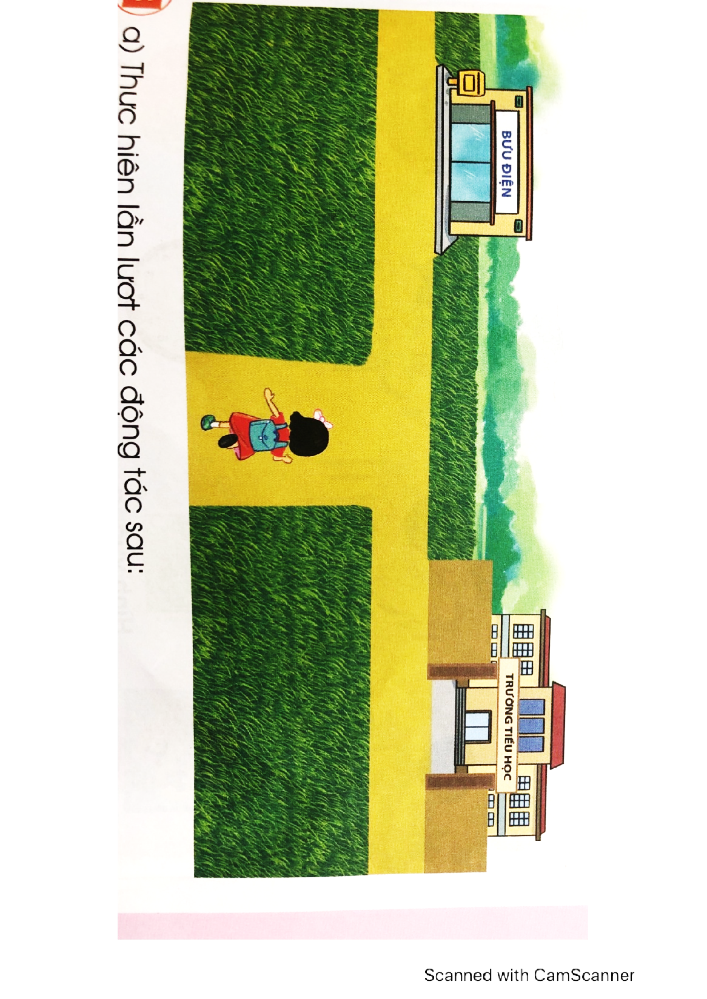 BƯU ĐIỆN
TRƯỜNG TIỂU HỌC
a) Thực hiện lần lượt các động tác sau:
Scanned with CamScanner